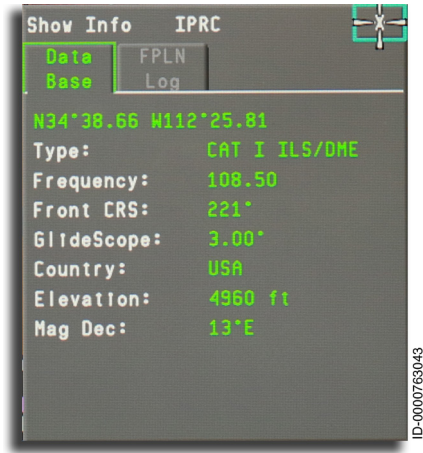 Show Info IPRC
Data Base
FPLN Log
N34°38.66 W112°25.81
Type: CAT I ILS/DME
Frequency: 108.50
Front CRS: 221°
GlideScope: 3.00°
Country: USA
Elevation: 4960 ft
Mag Dec: 13°E
ID-0000763043